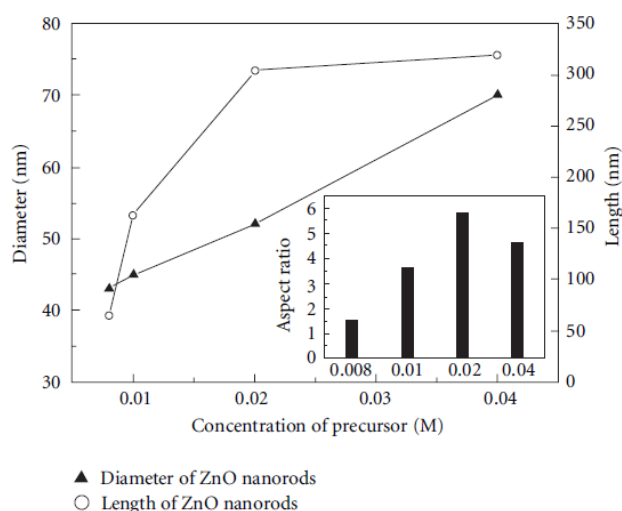 80
70
60
50
40
30
Diameter (nm)
350
300
250
200
150
100
50
0
Length (nm)
6
5
4
3
2
1
0
Aspect ratio
0.008 0.01 0.02 0.04
0.01 0.02 0.03 0.04
Concentration of precursor (M)
Diameter of ZnO nanorods
Length of ZnO nanorods